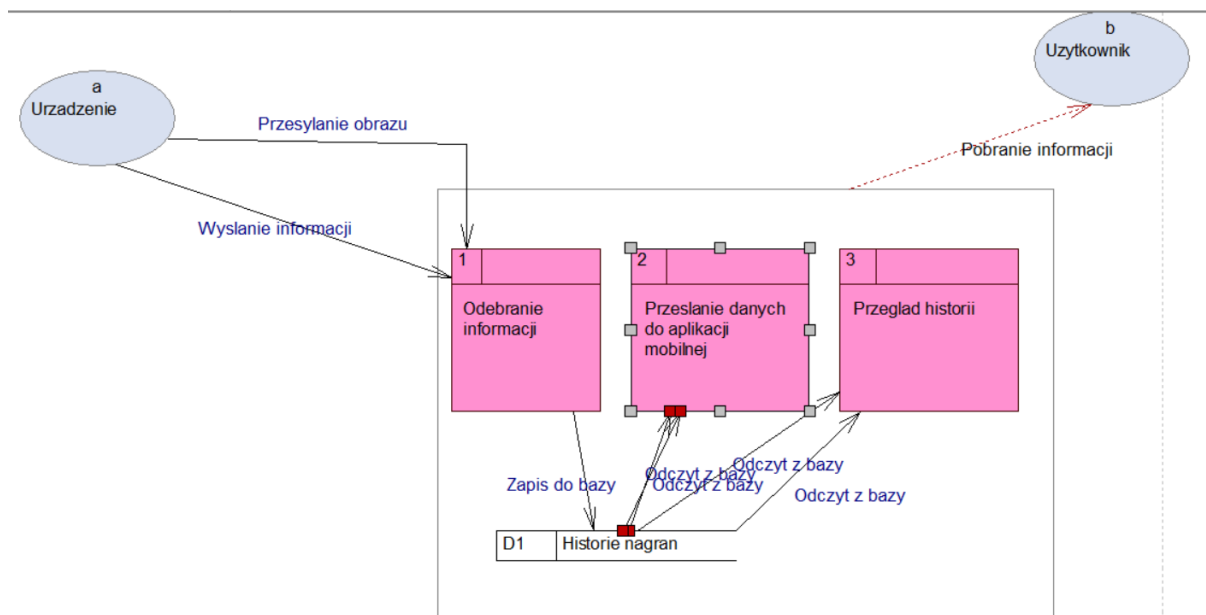 b
Uzytkownik
a
Urzadzenie
Przesylanie obrazu
Pobranie informacji
Wyslanie informacji
1
Odebranie
informacji
2
Przeslanie danych
do aplikacji
mobilnej
3
Przeglad historii
Zapis do bazy
Odczyt z bazy
Odczyt z bazy
Odczyt z bazy
Odczyt z bazy
D1
Historie nagran